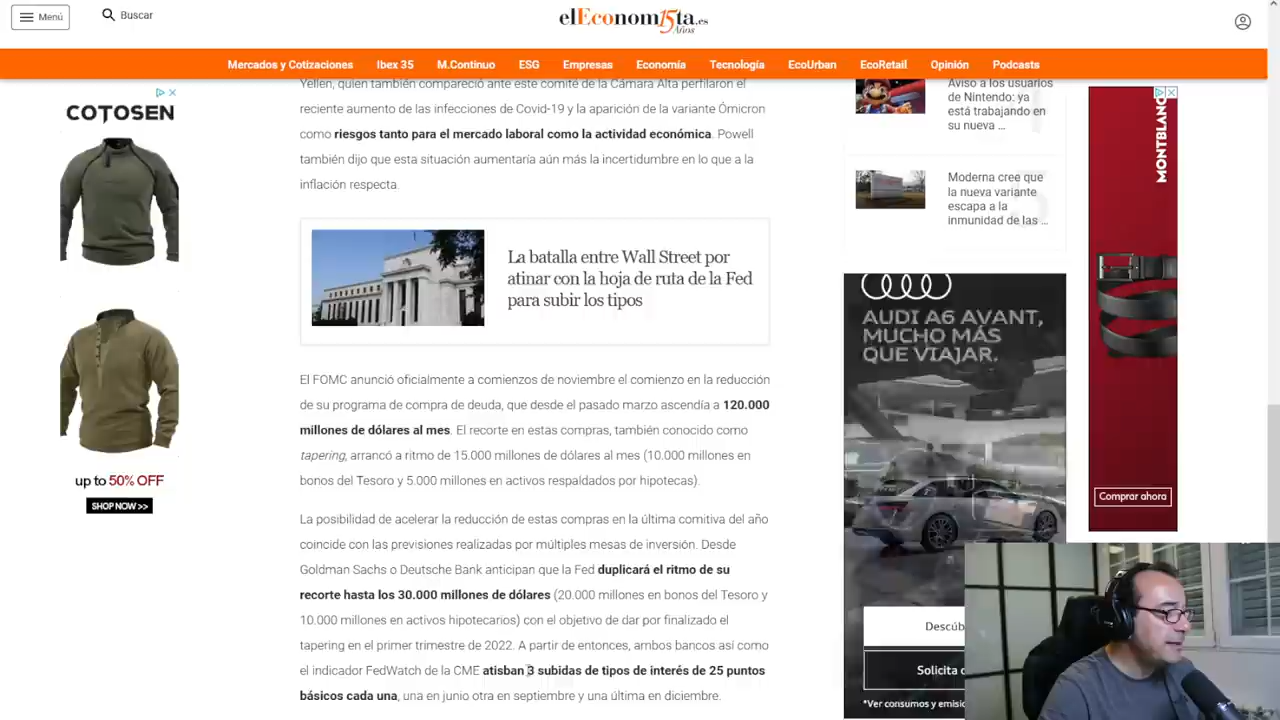 Menú
Buscar
elEconom15ta.es
Años
Mercados y Cotizaciones Ibex 35 M.Continuo ESG Empresas Economía Tecnología EcoUrban EcoRetail Opinión Podcasts
COTOSEN
up to 50% OFF
SHOP NOW >>
Yellen, quien también compareció ante este comité de la Cámara Alta perfilaron el
reciente aumento de las infecciones de Covid-19 y la aparición de la variante Ómicron
como riesgos tanto para el mercado laboral como la actividad económica. Powell
también dijo que esta situación aumentaría aún más la incertidumbre en lo que a la
inflación respecta.
La batalla entre Wall Street por
atinar con la hoja de ruta de la Fed
para subir los tipos
El FOMC anunció oficialmente a comienzos de noviembre el comienzo en la reducción
de su programa de compra de deuda, que desde el pasado marzo ascendía a 120.000
millones de dólares al mes. El recorte en estas compras, también conocido como
tapering, arrancó a ritmo de 15.000 millones de dólares al mes (10.000 millones en
bonos del Tesoro y 5.000 millones en activos respaldados por hipotecas).
La posibilidad de acelerar la reducción de estas compras en la última comitiva del año
coincide con las previsiones realizadas por múltiples mesas de inversión. Desde
Goldman Sachs o Deutsche Bank anticipan que la Fed duplicará el ritmo de su
recorte hasta los 30.000 millones de dólares (20.000 millones en bonos del Tesoro y
10.000 millones en activos hipotecarios) con el objetivo de dar por finalizado el
tapering en el primer trimestre de 2022. A partir de entonces, ambos bancos así como
el indicador FedWatch de la CME atisban 3 subidas de tipos de interés de 25 puntos
básicos cada una, una en junio otra en septiembre y una última en diciembre.
Aviso a los usuarios
de Nintendo: ya
está trabajando en
su nueva ...
Moderna cree que
la nueva variante
escapa a la
inmunidad de las ...
5
AUDI A6 AVANT,
MUCHO MÁS
QUE VIAJAR.
Descúb
Solicita
*Ver consumos y emisio
MONTBLANC
Comprar ahora